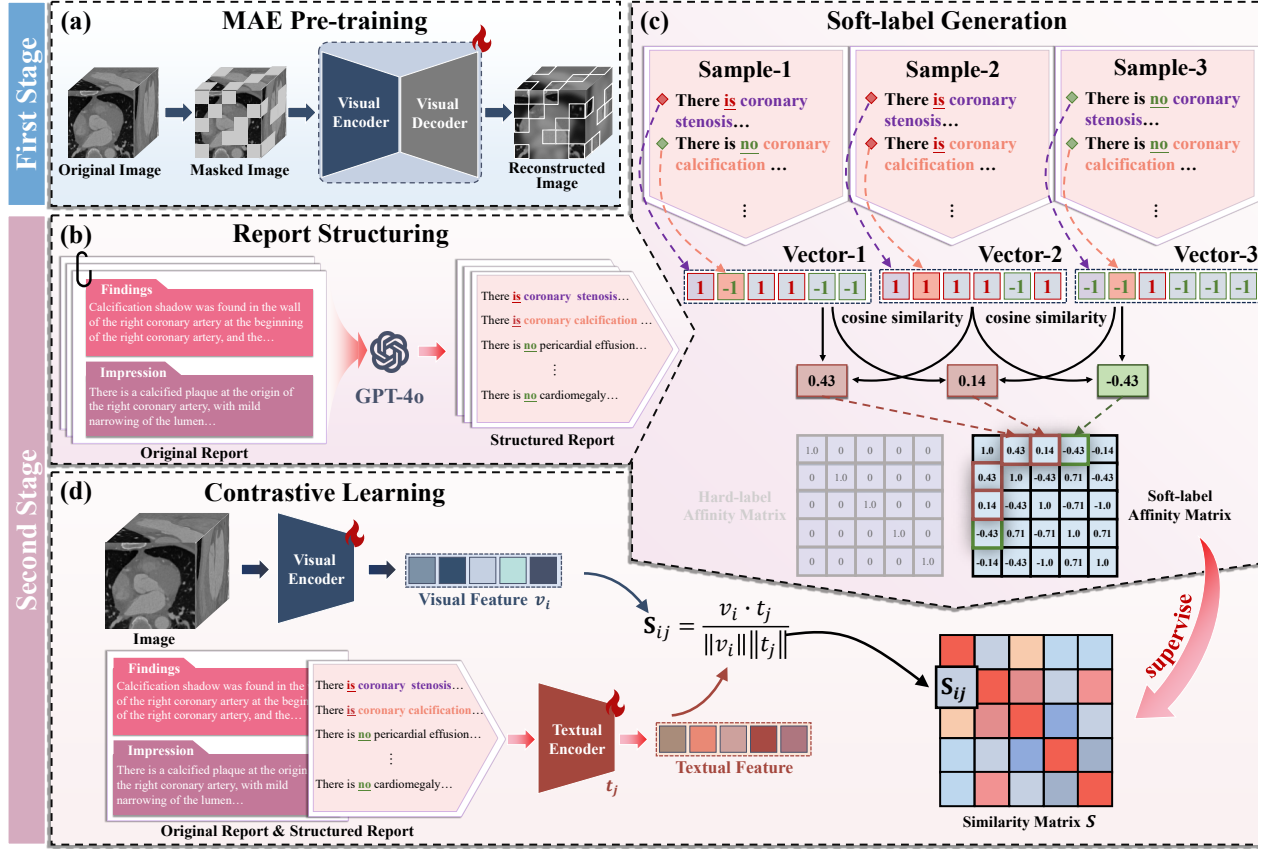 First Stage
(a)
MAE Pre-training
Original Image
Masked Image
Visual
Encoder
Visual
Decoder
Reconstructed
Image
Second Stage
(b)
Report Structuring
Findings
Calcification shadow was found in the wall
of the right coronary artery at the beginning
of the right coronary artery, and the…
Impression
There is a calcified plaque at the origin of
the right coronary artery, with mild
narrowing of the lumen…
Original Report
GPT-4o
There is coronary stenosis…
There is coronary calcification …
There is no pericardial effusion…
⋮
There is no cardiomegaly…
Structured Report
(c)
Soft-label Generation
Sample-1
There is coronary
stenosis…
There is no coronary
calcification …
⋮
Sample-2
There is coronary
stenosis…
There is coronary
calcification …
⋮
Sample-3
There is no coronary
stenosis…
There is no coronary
calcification …
⋮
Vector-1
Vector-2
Vector-3
1 -1 1 1 -1 -1
1 1 1 1 -1 1
-1 -1 1 -1 -1 -1
cosine similarity
cosine similarity
0.43
0.14
-0.43
1.0 0 0 0 0
0 1.0 0 0 0
0 0 1.0 0 0
0 0 0 1.0 0
0 0 0 0 1.0
Hard-label
Affinity Matrix
1.0 0.43 0.14 -0.43 -0.14
0.43 1.0 -0.43 0.71 -0.43
0.14 -0.43 1.0 -0.71 -1.0
-0.43 0.71 -0.71 1.0 0.71
-0.14 -0.43 -1.0 0.71 1.0
Soft-label
Affinity Matrix
supervise
(d)
Contrastive Learning
Image
Visual
Encoder
Visual Feature v_i
S_ij = v_i · t_j / ‖v_i‖‖t_j‖
Findings
Calcification shadow was found in the
of the right coronary artery at the begin
of the right coronary artery, and the…
Impression
There is a calcified plaque at the origin
the right coronary artery, with mild
narrowing of the lumen…
There is coronary stenosis…
There is coronary calcification…
There is no pericardial effusion…
⋮
There is no cardiomegaly…
Original Report & Structured Report
Textual
Encoder
t_j
Textual Feature
S_ij
Similarity Matrix S